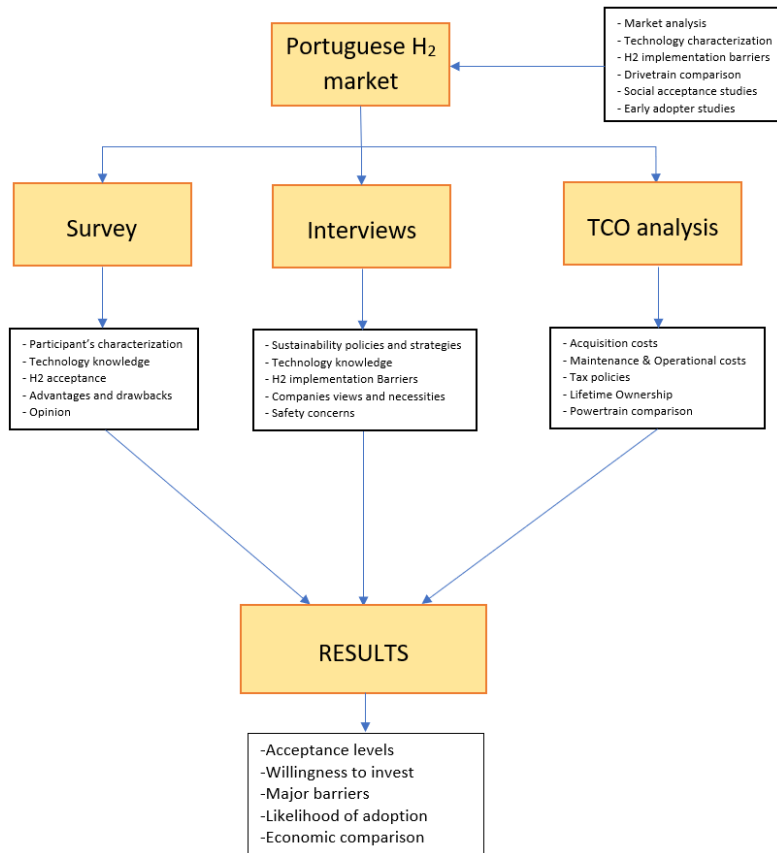 Portuguese H₂
market
- Market analysis
- Technology characterization
- H2 implementation barriers
- Drivetrain comparison
- Social acceptance studies
- Early adopter studies
Survey
Interviews
TCO analysis
- Participant's characterization
- Technology knowledge
- H2 acceptance
- Advantages and drawbacks
- Opinion
- Sustainability policies and strategies
- Technology knowledge
- H2 implementation Barriers
- Companies views and necessities
- Safety concerns
- Acquisition costs
- Maintenance & Operational costs
- Tax policies
- Lifetime Ownership
- Powertrain comparison
RESULTS
-Acceptance levels
-Willingness to invest
-Major barriers
-Likelihood of adoption
-Economic comparison